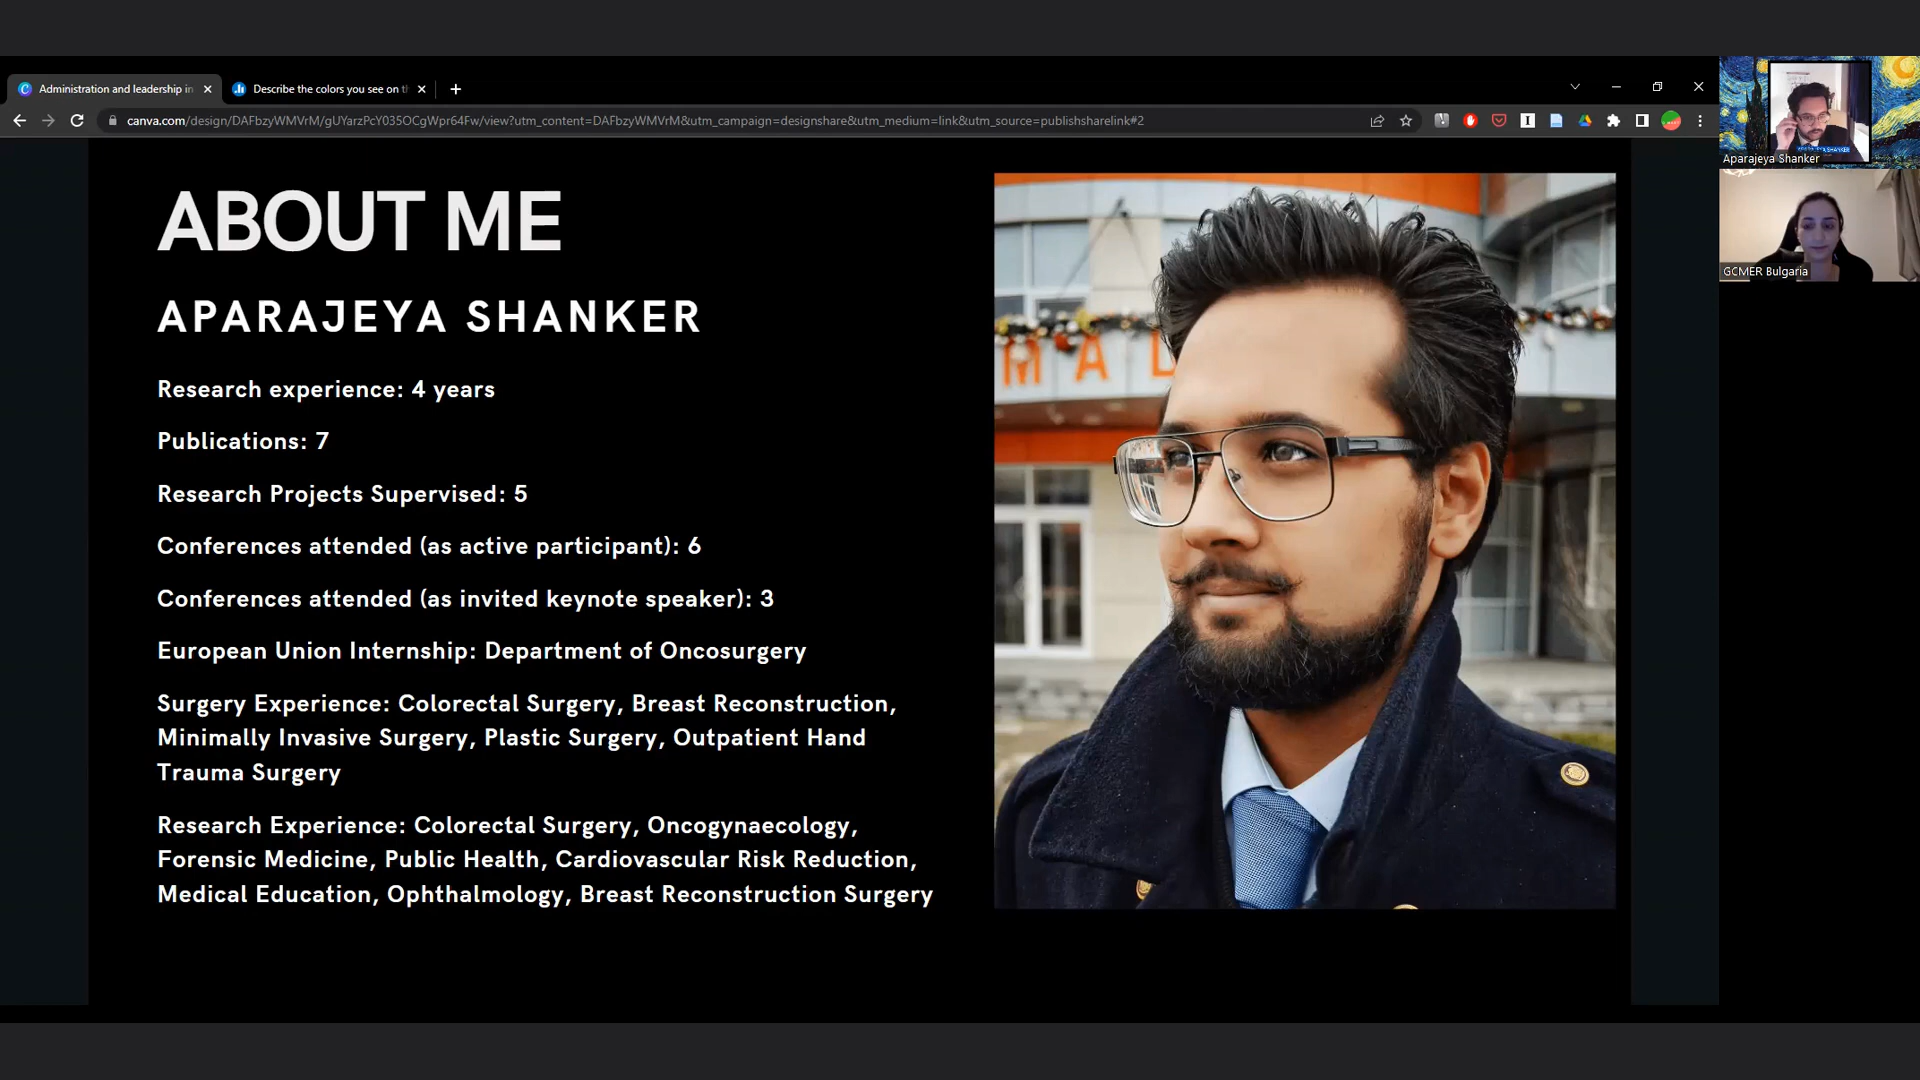 Administration and leadership in
Describe the colors you see on t
canva.com/design/DAFbzyWMVrM/gUYarzPcY035OCgWpr64Fw/view?utm_content=DAFbzyWMVrM&utm_campaign=designshare&utm_medium=link&utm_source=publishsharelink#2
ABOUT ME
APARAJEYA SHANKER
Research experience: 4 years
Publications: 7
Research Projects Supervised: 5
Conferences attended (as active participant): 6
Conferences attended (as invited keynote speaker): 3
European Union Internship: Department of Oncosurgery
Surgery Experience: Colorectal Surgery, Breast Reconstruction,
Minimally Invasive Surgery, Plastic Surgery, Outpatient Hand
Trauma Surgery
Research Experience: Colorectal Surgery, Oncogynaecology,
Forensic Medicine, Public Health, Cardiovascular Risk Reduction,
Medical Education, Ophthalmology, Breast Reconstruction Surgery
M A L
APARAJEYA SHANKER
Aparajeya Shanker
GCMER Bulgaria